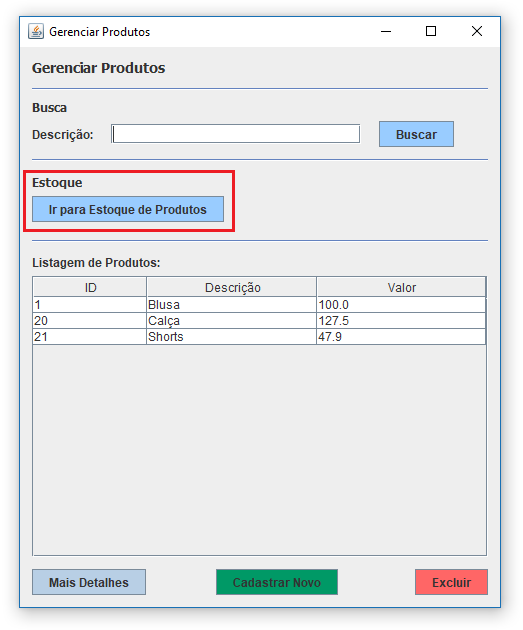 Gerenciar Produtos
Gerenciar Produtos
Busca
Descrição: Buscar
Estoque
Ir para Estoque de Produtos
Listagem de Produtos:
ID Descrição Valor
1 Blusa 100.0
20 Calça 127.5
21 Shorts 47.9
Mais Detalhes Cadastrar Novo Excluir